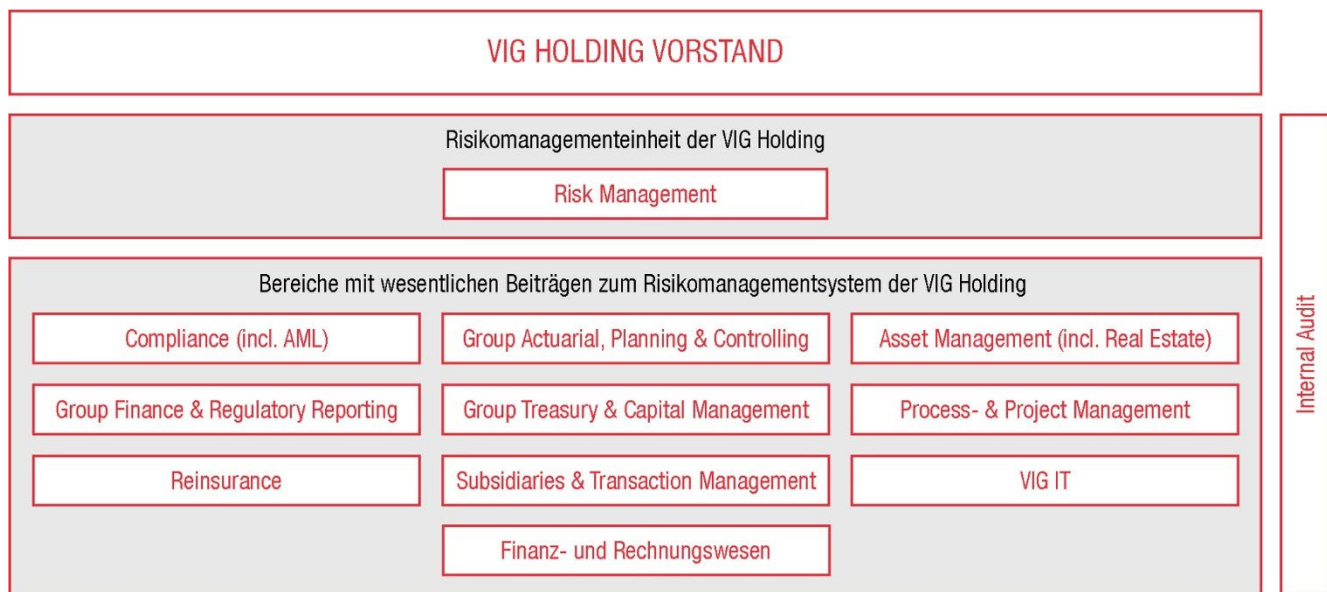 VIG HOLDING VORSTAND
Risikomanagementeinheit der VIG Holding
Risk Management
Bereiche mit wesentlichen Beiträgen zum Risikomanagementsystem der VIG Holding
Compliance (incl. AML)
Group Actuarial, Planning & Controlling
Asset Management (incl. Real Estate)
Group Finance & Regulatory Reporting
Group Treasury & Capital Management
Process- & Project Management
Reinsurance
Subsidiaries & Transaction Management
VIG IT
Finanz- und Rechnungswesen
Internal Audit